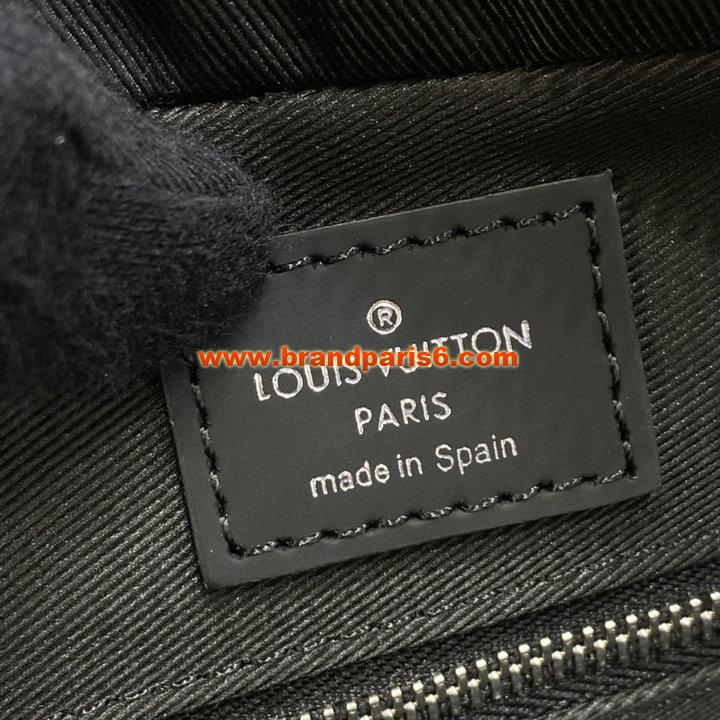 ®
www.brandparis6.com
LOUIS VUITTON
PARIS
made in Spain